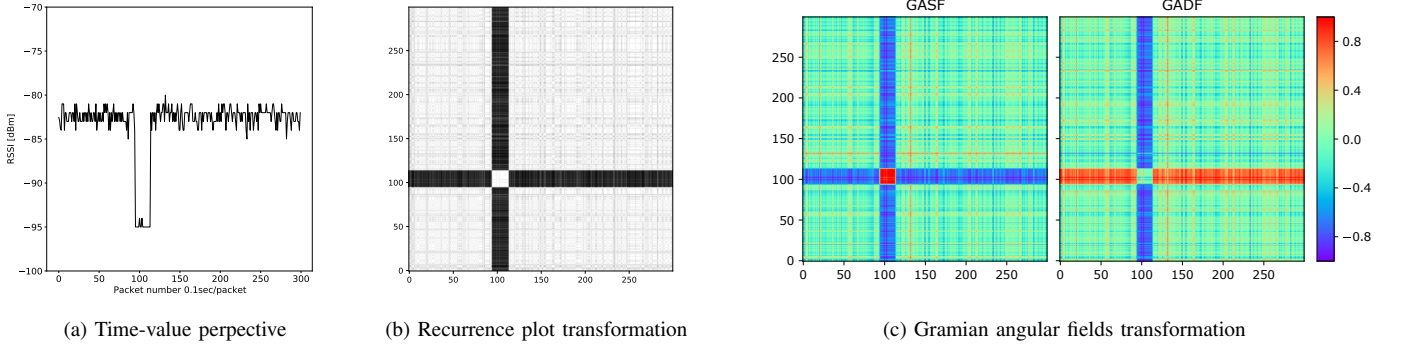 −70
−75
−80
−85
−90
−95
−100
RSSI [dBm]
0 50 100 150 200 250 300
Packet number 0.1sec/packet
(a) Time-value perpective
250
200
150
100
50
0
0 50 100 150 200 250
(b) Recurrence plot transformation
GASF
250
200
150
100
50
0
0 50 100 150 200 250
GADF
0 50 100 150 200 250
0.8
0.4
0.0
−0.4
−0.8
(c) Gramian angular fields transformation